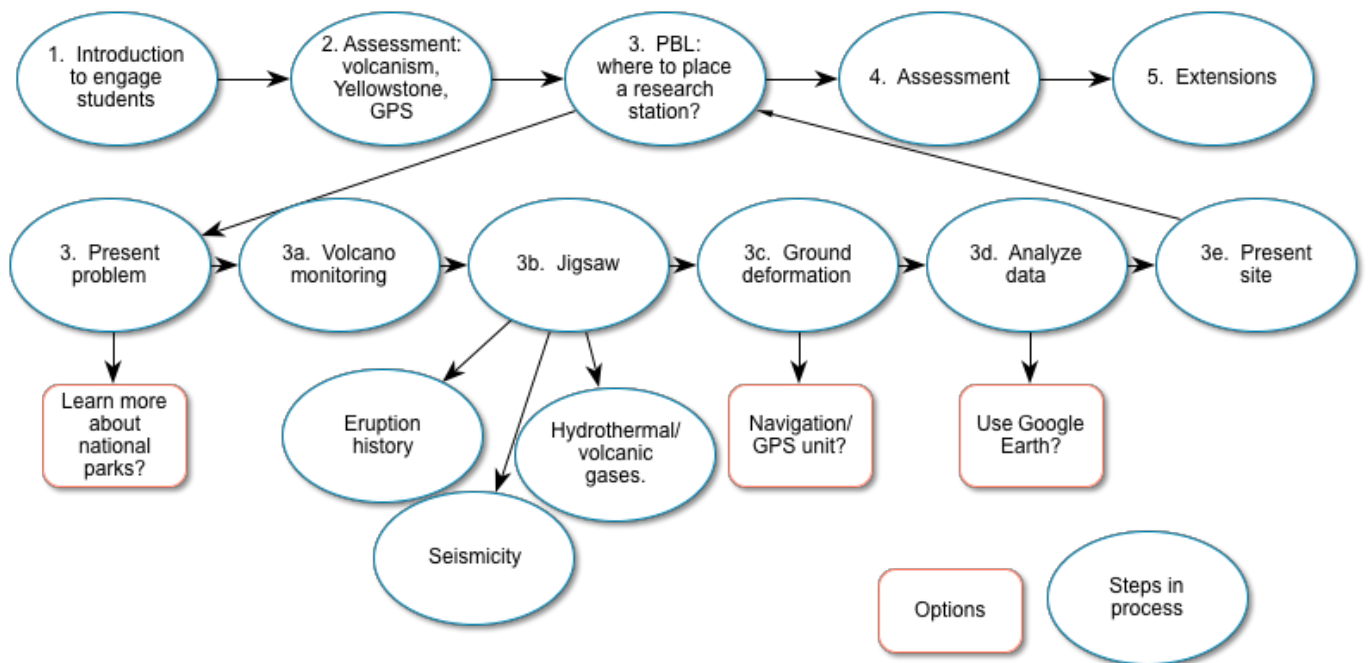 1.  Introduction
to engage
students
2. Assessment:
volcanism,
Yellowstone,
GPS
3.  PBL:
where to place
a research
station?
4.  Assessment
5.  Extensions
3.  Present
problem
3a.  Volcano
monitoring
3b.  Jigsaw
3c.  Ground
deformation
3d.  Analyze
data
3e.  Present
site
Learn more
about
national
parks?
Eruption
history
Hydrothermal/
volcanic
gases.
Navigation/
GPS unit?
Use Google
Earth?
Seismicity
Options
Steps in
process